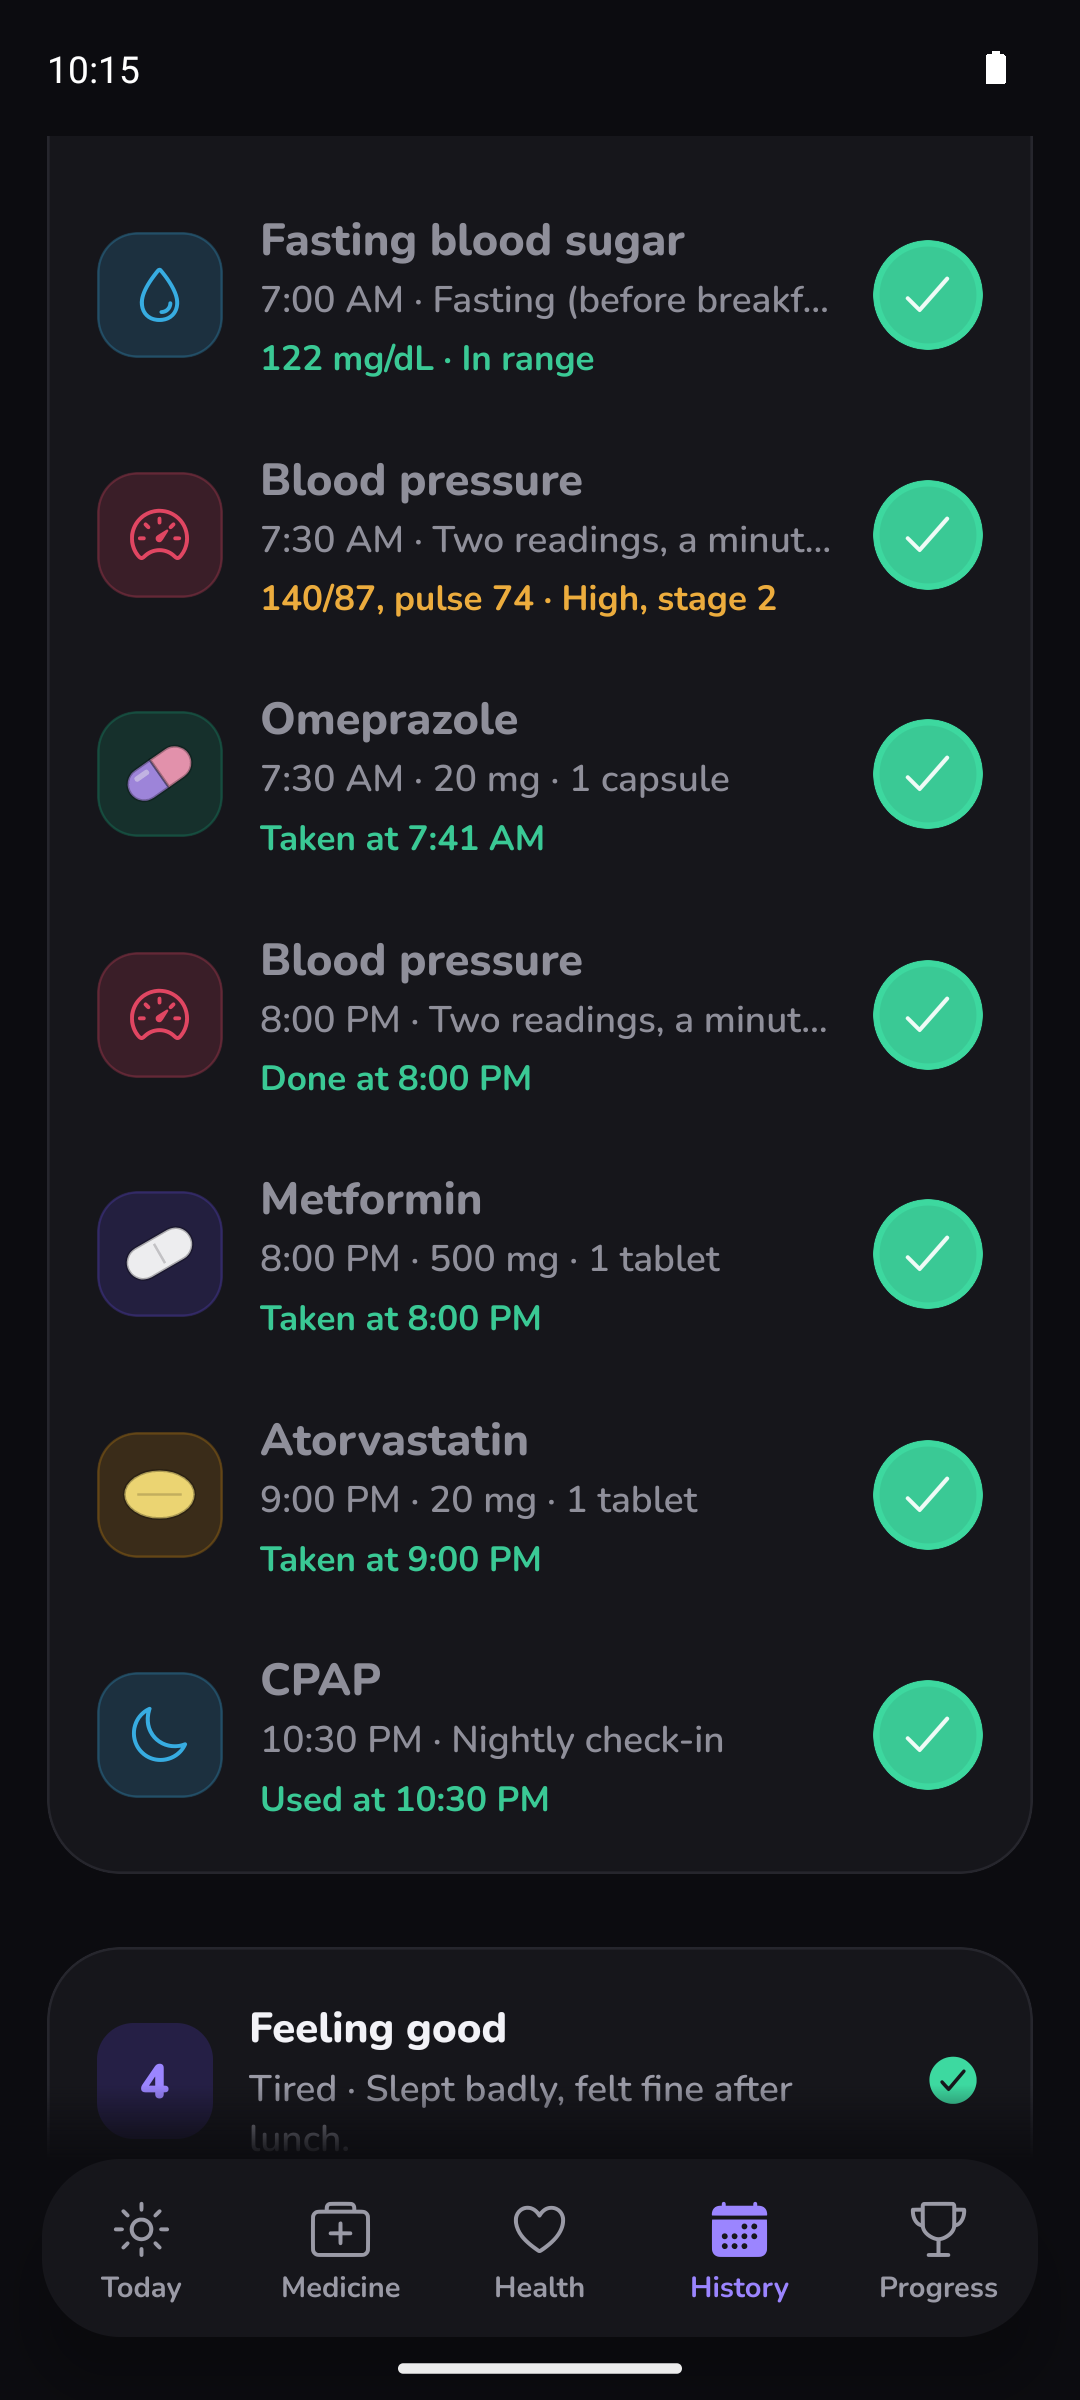 10:15
Fasting blood sugar
7:00 AM · Fasting (before breakf...
122 mg/dL · In range
Blood pressure
7:30 AM · Two readings, a minut...
140/87, pulse 74 · High, stage 2
Omeprazole
7:30 AM · 20 mg · 1 capsule
Taken at 7:41 AM
Blood pressure
8:00 PM · Two readings, a minut...
Done at 8:00 PM
Metformin
8:00 PM · 500 mg · 1 tablet
Taken at 8:00 PM
Atorvastatin
9:00 PM · 20 mg · 1 tablet
Taken at 9:00 PM
CPAP
10:30 PM · Nightly check-in
Used at 10:30 PM
4
Feeling good
Tired · Slept badly, felt fine after
lunch.
Today
Medicine
Health
History
Progress